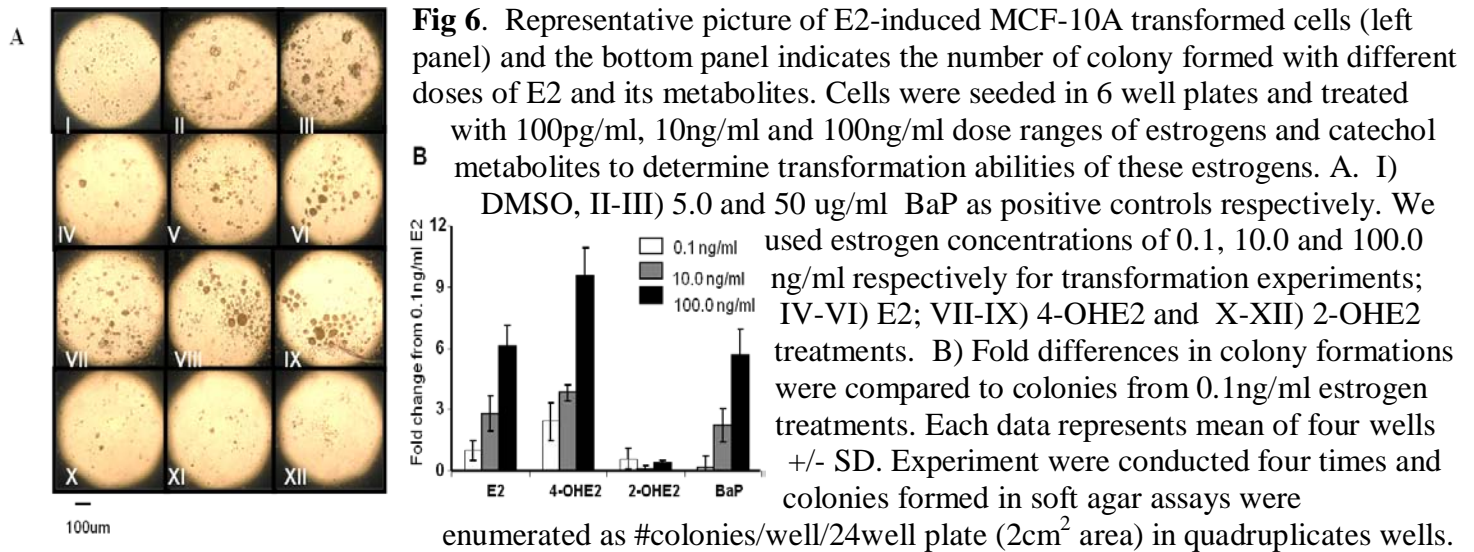 A
Fig 6. Representative picture of E2-induced MCF-10A transformed cells (left
panel) and the bottom panel indicates the number of colony formed with different
doses of E2 and its metabolites. Cells were seeded in 6 well plates and treated
with 100pg/ml, 10ng/ml and 100ng/ml dose ranges of estrogens and catechol
metabolites to determine transformation abilities of these estrogens. A. I)
DMSO, II-III) 5.0 and 50 ug/ml BaP as positive controls respectively. We
used estrogen concentrations of 0.1, 10.0 and 100.0
ng/ml respectively for transformation experiments;
IV-VI) E2; VII-IX) 4-OHE2 and X-XII) 2-OHE2
treatments. B) Fold differences in colony formations
were compared to colonies from 0.1ng/ml estrogen
treatments. Each data represents mean of four wells
+/- SD. Experiment were conducted four times and
colonies formed in soft agar assays were
enumerated as #colonies/well/24well plate (2cm² area) in quadruplicates wells.
I II III
IV V VI
VII VIII IX
X XI XII
100um
B
Fold change from 0.1ng/ml E2
12
9
6
3
0
0.1 ng/ml
10.0 ng/ml
100.0 ng/ml
E2 4-OHE2 2-OHE2 BaP